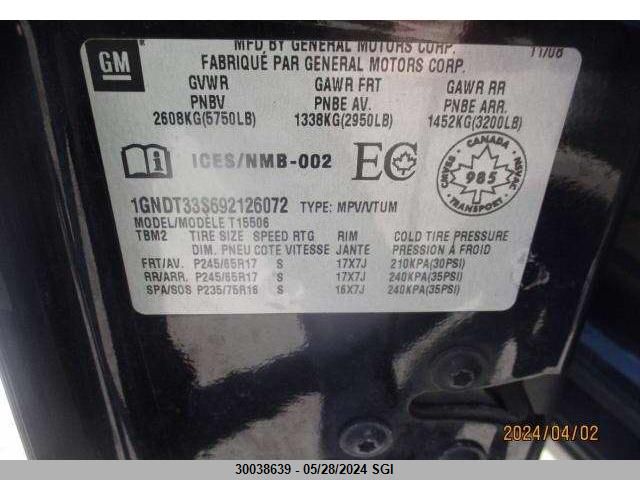 GM
MFD BY GENERAL MOTORS CORP. 11/08
FABRIQUÉ PAR GENERAL MOTORS CORP.
GVWR GAWR FRT GAWR RR
PNBV PNBE AV. PNBE ARR.
2608KG(5750LB) 1338KG(2950LB) 1452KG(3200LB)
ICES/NMB-002 EC
CANADA
CMVSS NSVAC
985
1GNDT33S692126072 TYPE: MPV/VTUM
MODEL/MODÈLE T15506
TBM2 TIRE SIZE SPEED RTG RIM COLD TIRE PRESSURE
DIM. PNEU COTE VITESSE JANTE PRESSION À FROID
FRT/AV. P245/65R17 S 17X7J 210KPA(30PSI)
RR/ARR. P245/65R17 S 17X7J 240KPA(35PSI)
SPA/SOS P235/75R16 S 16X7J 240KPA(35PSI)
2024/04/02
30038639 - 05/28/2024 SGI